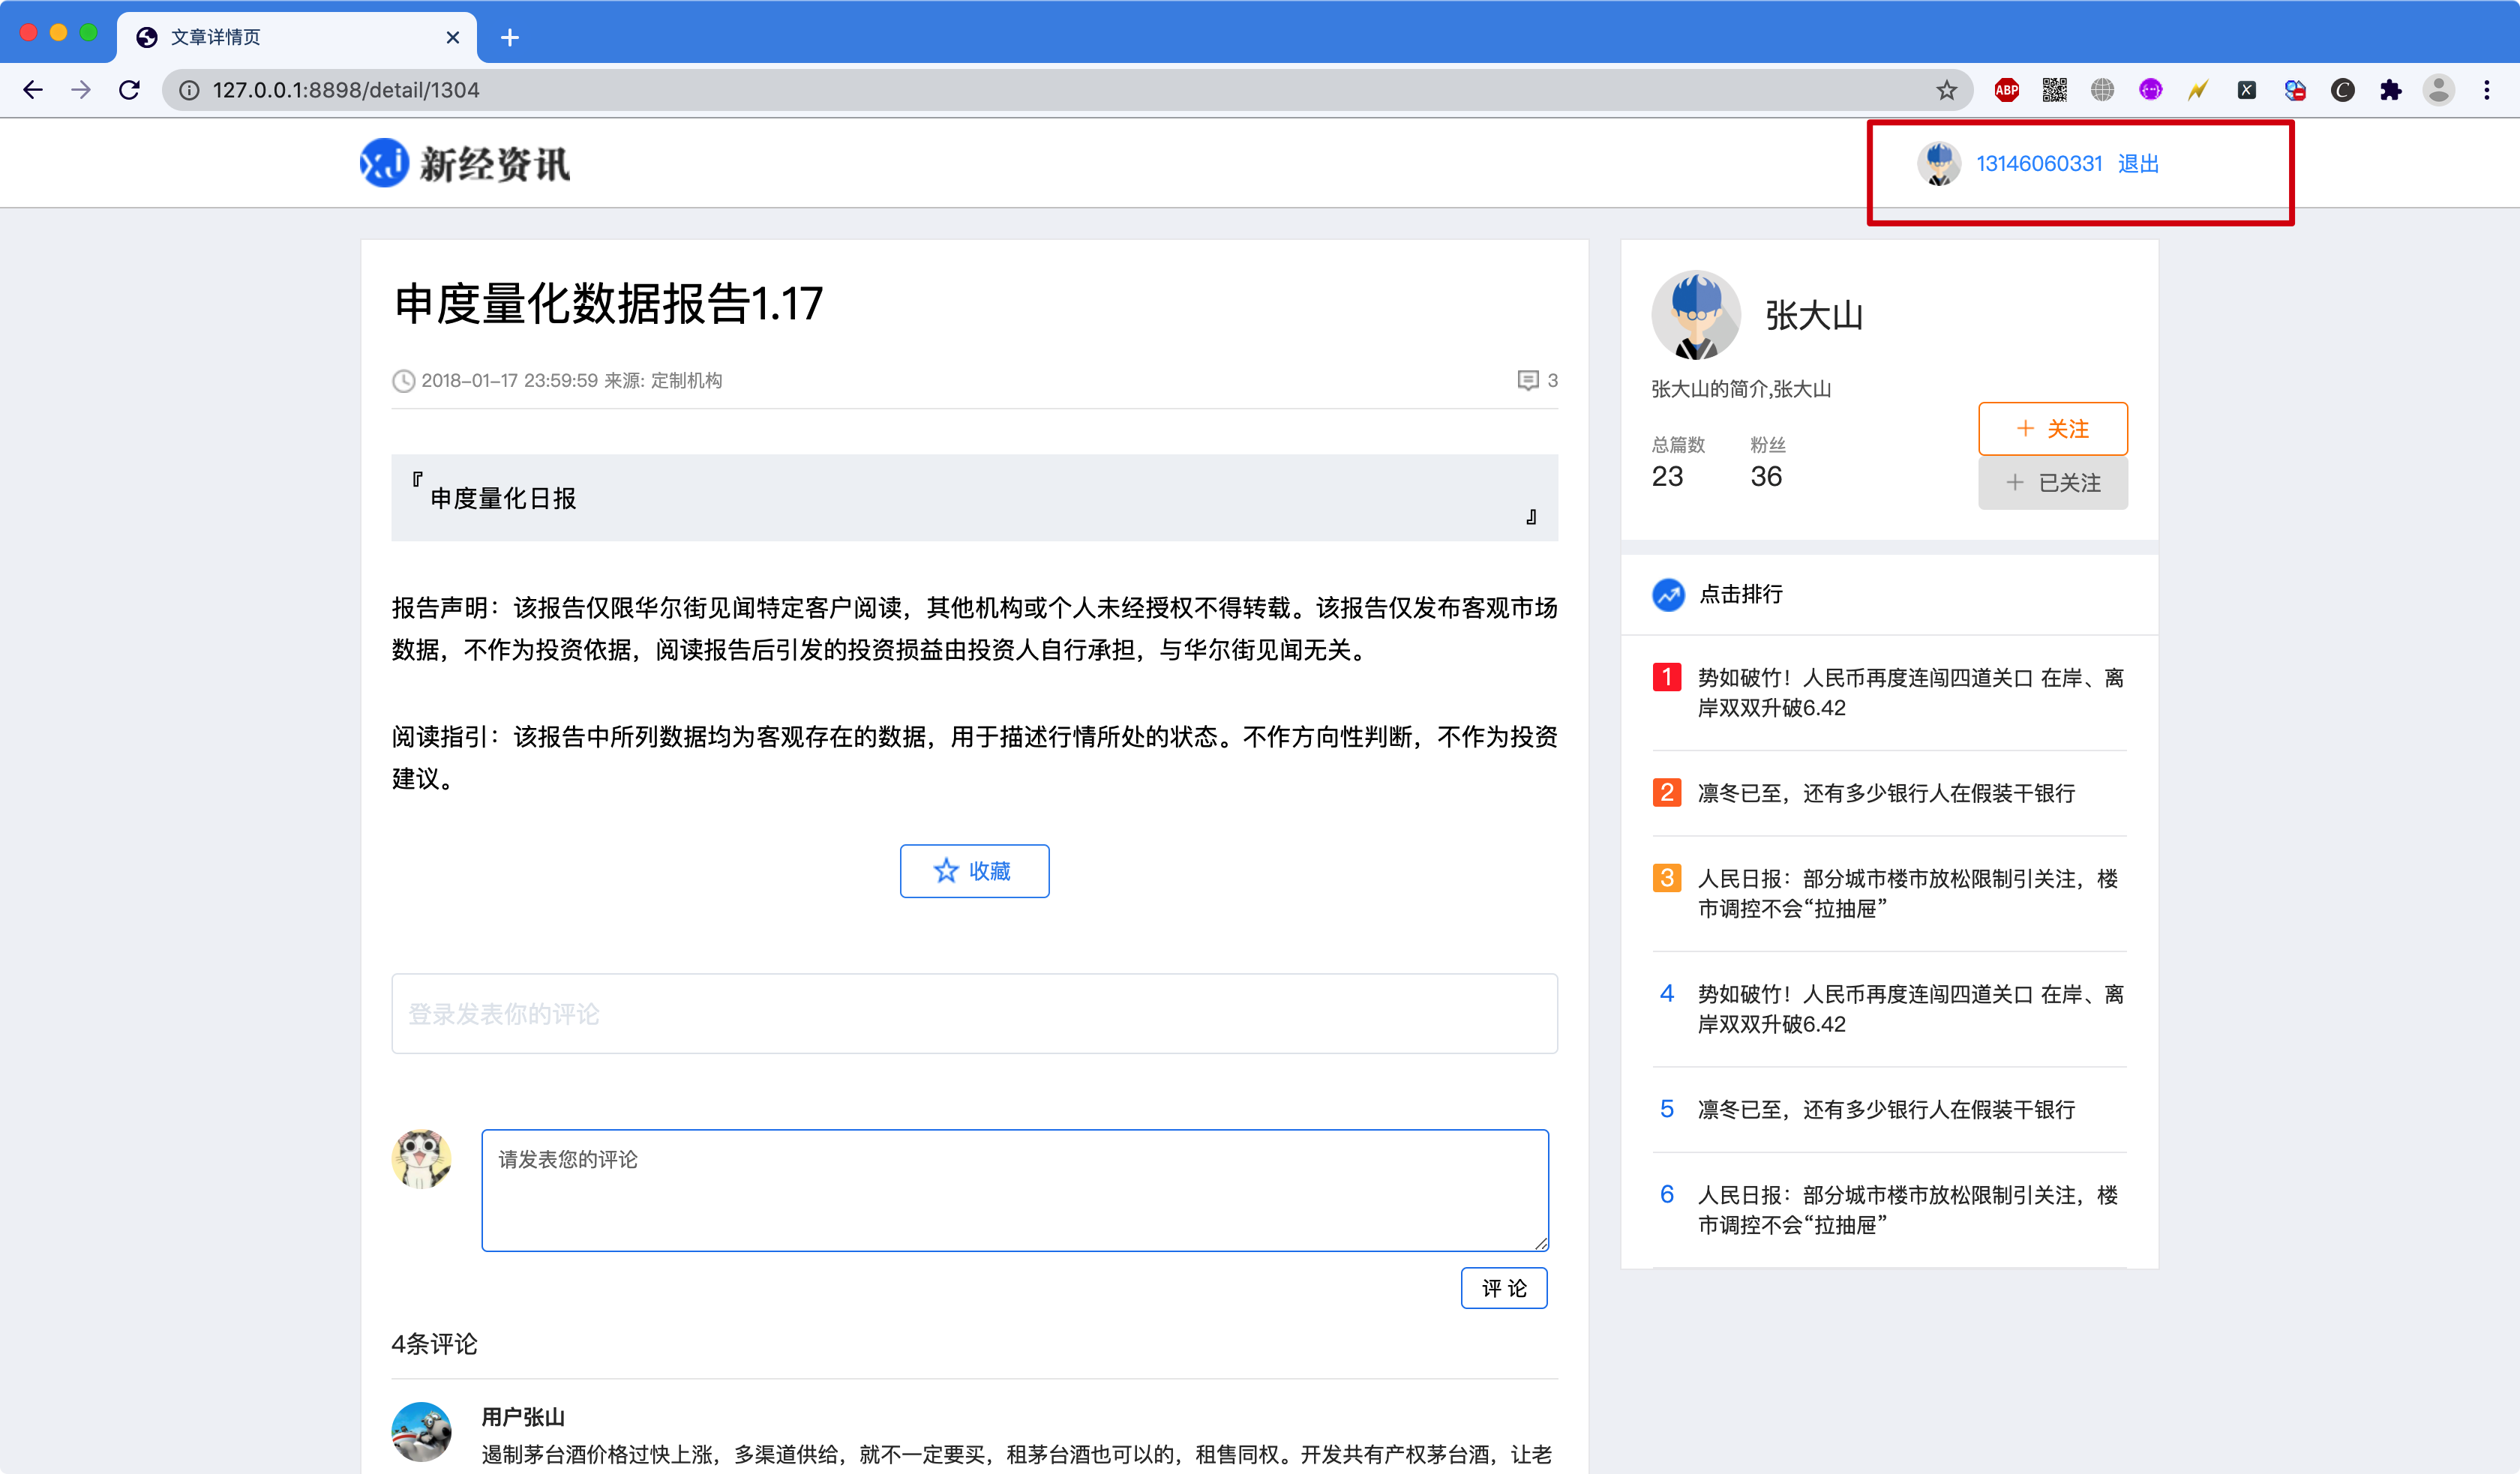 文章详情页
127.0.0.1:8898/detail/1304
ABP
新经资讯
13146060331 退出
申度量化数据报告1.17
2018-01-17 23:59:59 来源: 定制机构
3
『
申度量化日报
』
报告声明：该报告仅限华尔街见闻特定客户阅读，其他机构或个人未经授权不得转载。该报告仅发布客观市场
数据，不作为投资依据，阅读报告后引发的投资损益由投资人自行承担，与华尔街见闻无关。
阅读指引：该报告中所列数据均为客观存在的数据，用于描述行情所处的状态。不作方向性判断，不作为投资
建议。
收藏
登录发表你的评论
请发表您的评论
评 论
4条评论
用户张山
遏制茅台酒价格过快上涨，多渠道供给，就不一定要买，租茅台酒也可以的，租售同权。开发共有产权茅台酒，让老
张大山
张大山的简介,张大山
总篇数 粉丝
23 36
+ 关注
+ 已关注
点击排行
1 势如破竹！人民币再度连闯四道关口 在岸、离
岸双双升破6.42
2 凛冬已至，还有多少银行人在假装干银行
3 人民日报：部分城市楼市放松限制引关注，楼
市调控不会“拉抽屉”
4 势如破竹！人民币再度连闯四道关口 在岸、离
岸双双升破6.42
5 凛冬已至，还有多少银行人在假装干银行
6 人民日报：部分城市楼市放松限制引关注，楼
市调控不会“拉抽屉”